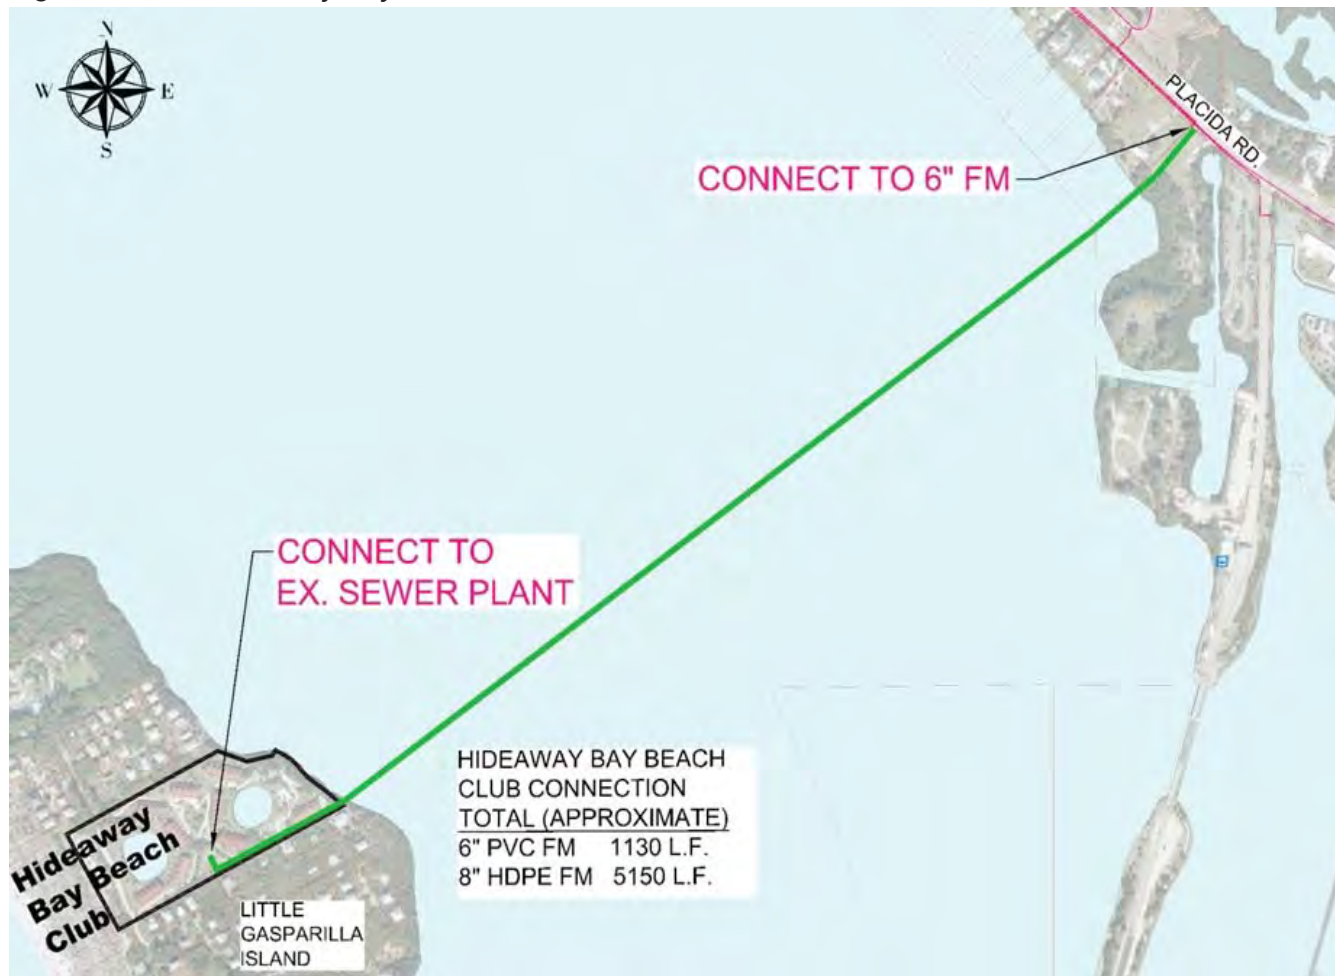 N
W E
S
PLACIDA RD.
CONNECT TO 6" FM
CONNECT TO
EX. SEWER PLANT
HIDEAWAY BAY BEACH
CLUB CONNECTION
TOTAL (APPROXIMATE)
6" PVC FM 1130 L.F.
8" HDPE FM 5150 L.F.
Hideaway
Bay Beach
Club
LITTLE
GASPARILLA
ISLAND